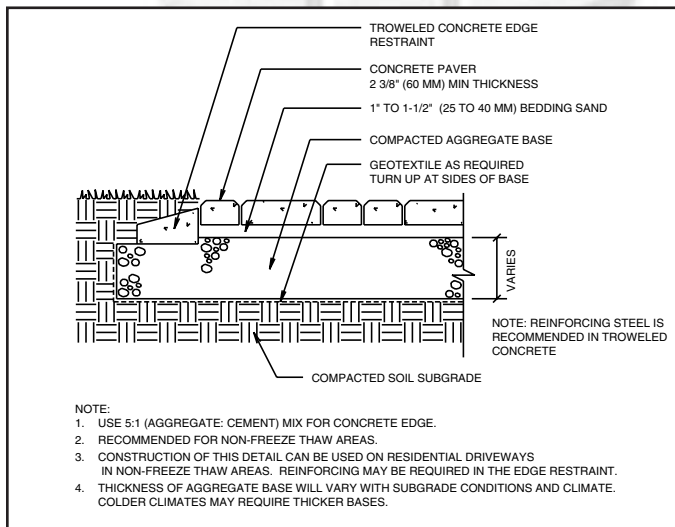 TROWELED CONCRETE EDGE
RESTRAINT
CONCRETE PAVER
2 3/8" (60 MM) MIN THICKNESS
1" TO 1-1/2" (25 TO 40 MM) BEDDING SAND
COMPACTED AGGREGATE BASE
GEOTEXTILE AS REQUIRED
TURN UP AT SIDES OF BASE
VARIES
NOTE: REINFORCING STEEL IS
RECOMMENDED IN TROWELED
CONCRETE
COMPACTED SOIL SUBGRADE
NOTE:
1. USE 5:1 (AGGREGATE: CEMENT) MIX FOR CONCRETE EDGE.
2. RECOMMENDED FOR NON-FREEZE THAW AREAS.
3. CONSTRUCTION OF THIS DETAIL CAN BE USED ON RESIDENTIAL DRIVEWAYS
IN NON-FREEZE THAW AREAS. REINFORCING MAY BE REQUIRED IN THE EDGE RESTRAINT.
4. THICKNESS OF AGGREGATE BASE WILL VARY WITH SUBGRADE CONDITIONS AND CLIMATE.
COLDER CLIMATES MAY REQUIRE THICKER BASES.